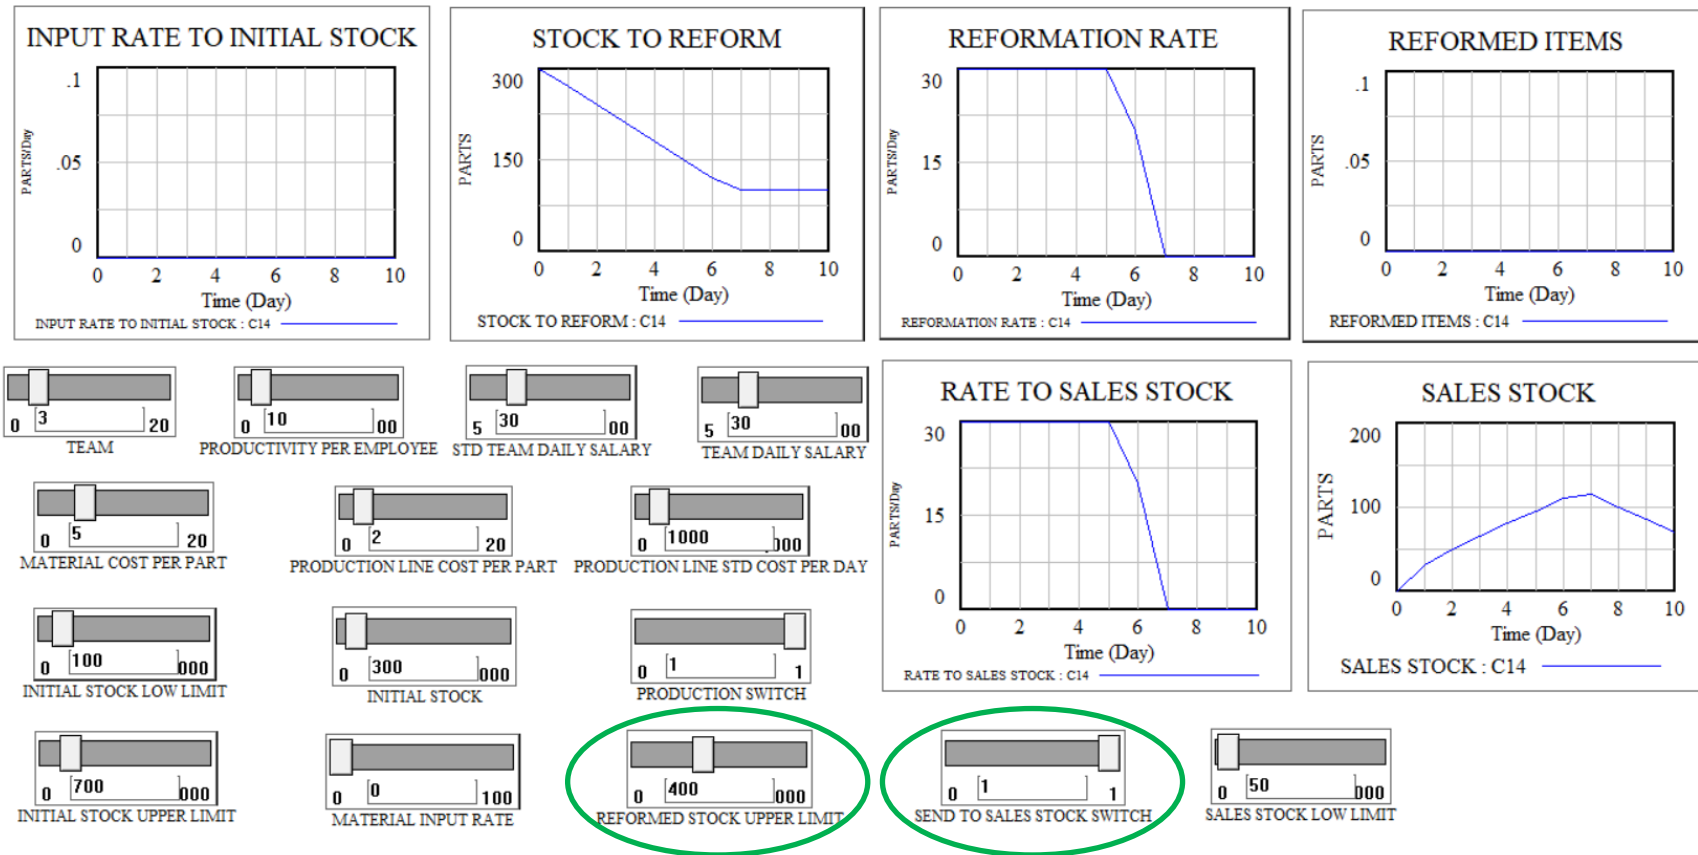 INPUT RATE TO INITIAL STOCK
.1
.05
0
PARTS/Day
0 2 4 6 8 10
Time (Day)
INPUT RATE TO INITIAL STOCK : C14
STOCK TO REFORM
300
150
0
PARTS
0 2 4 6 8 10
Time (Day)
STOCK TO REFORM : C14
REFORMATION RATE
30
15
0
PARTS/Day
0 2 4 6 8 10
Time (Day)
REFORMATION RATE : C14
REFORMED ITEMS
.1
.05
0
PARTS
0 2 4 6 8 10
Time (Day)
REFORMED ITEMS : C14
0 3 20
TEAM
0 10 00
PRODUCTIVITY PER EMPLOYEE
5 30 00
STD TEAM DAILY SALARY
5 30 00
TEAM DAILY SALARY
RATE TO SALES STOCK
30
15
0
PARTS/Day
0 2 4 6 8 10
Time (Day)
RATE TO SALES STOCK : C14
SALES STOCK
200
100
0
PARTS
0 2 4 6 8 10
Time (Day)
SALES STOCK : C14
0 5 20
MATERIAL COST PER PART
0 2 20
PRODUCTION LINE COST PER PART
0 1000 000
PRODUCTION LINE STD COST PER DAY
0 100 000
INITIAL STOCK LOW LIMIT
0 300 000
INITIAL STOCK
0 1 1
PRODUCTION SWITCH
0 700 000
INITIAL STOCK UPPER LIMIT
0 0 100
MATERIAL INPUT RATE
0 400 000
REFORMED STOCK UPPER LIMIT
0 1 1
SEND TO SALES STOCK SWITCH
0 50 000
SALES STOCK LOW LIMIT